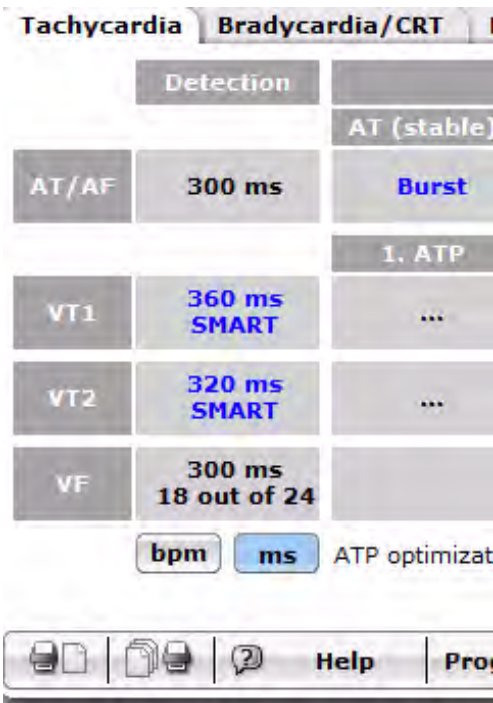 Tachycardia Bradycardia/CRT
Detection
AT (stable)
AT/AF 300 ms Burst
1. ATP
VT1 360 ms ...
SMART
VT2 320 ms ...
SMART
VF 300 ms
18 out of 24
bpm ms ATP optimizat
Help Prog